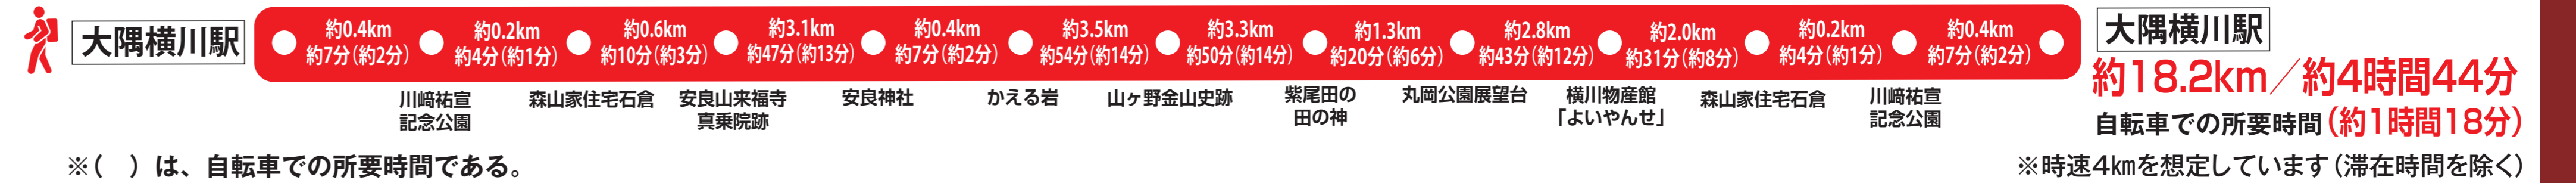 大隅横川駅
約0.4km
約7分(約2分)
約0.2km
約4分(約1分)
約0.6km
約10分(約3分)
約3.1km
約47分(約13分)
約0.4km
約7分(約2分)
約3.5km
約54分(約14分)
約3.3km
約50分(約14分)
約1.3km
約20分(約6分)
約2.8km
約43分(約12分)
約2.0km
約31分(約8分)
約0.2km
約4分(約1分)
約0.4km
約7分(約2分)
大隅横川駅
川﨑祐宣
記念公園
森山家住宅石倉
安良山来福寺
真乗院跡
安良神社
かえる岩
山ヶ野金山史跡
紫尾田の
田の神
丸岡公園展望台
横川物産館
「よいやんせ」
森山家住宅石倉
川﨑祐宣
記念公園
約18.2km／約4時間44分
自転車での所要時間(約1時間18分)
※(　)は、自転車での所要時間である。
※時速4㎞を想定しています(滞在時間を除く)